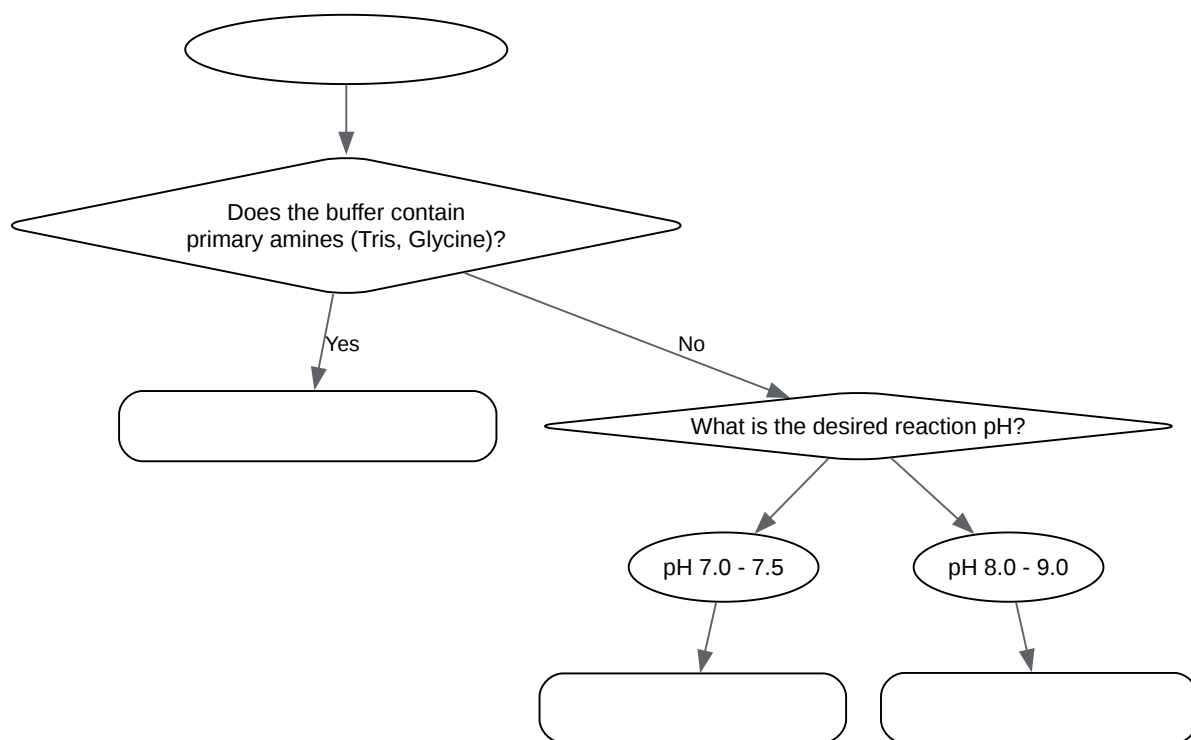 Does the buffer contain
primary amines (Tris, Glycine)?
Yes
No
What is the desired reaction pH?
pH 7.0 - 7.5
pH 8.0 - 9.0